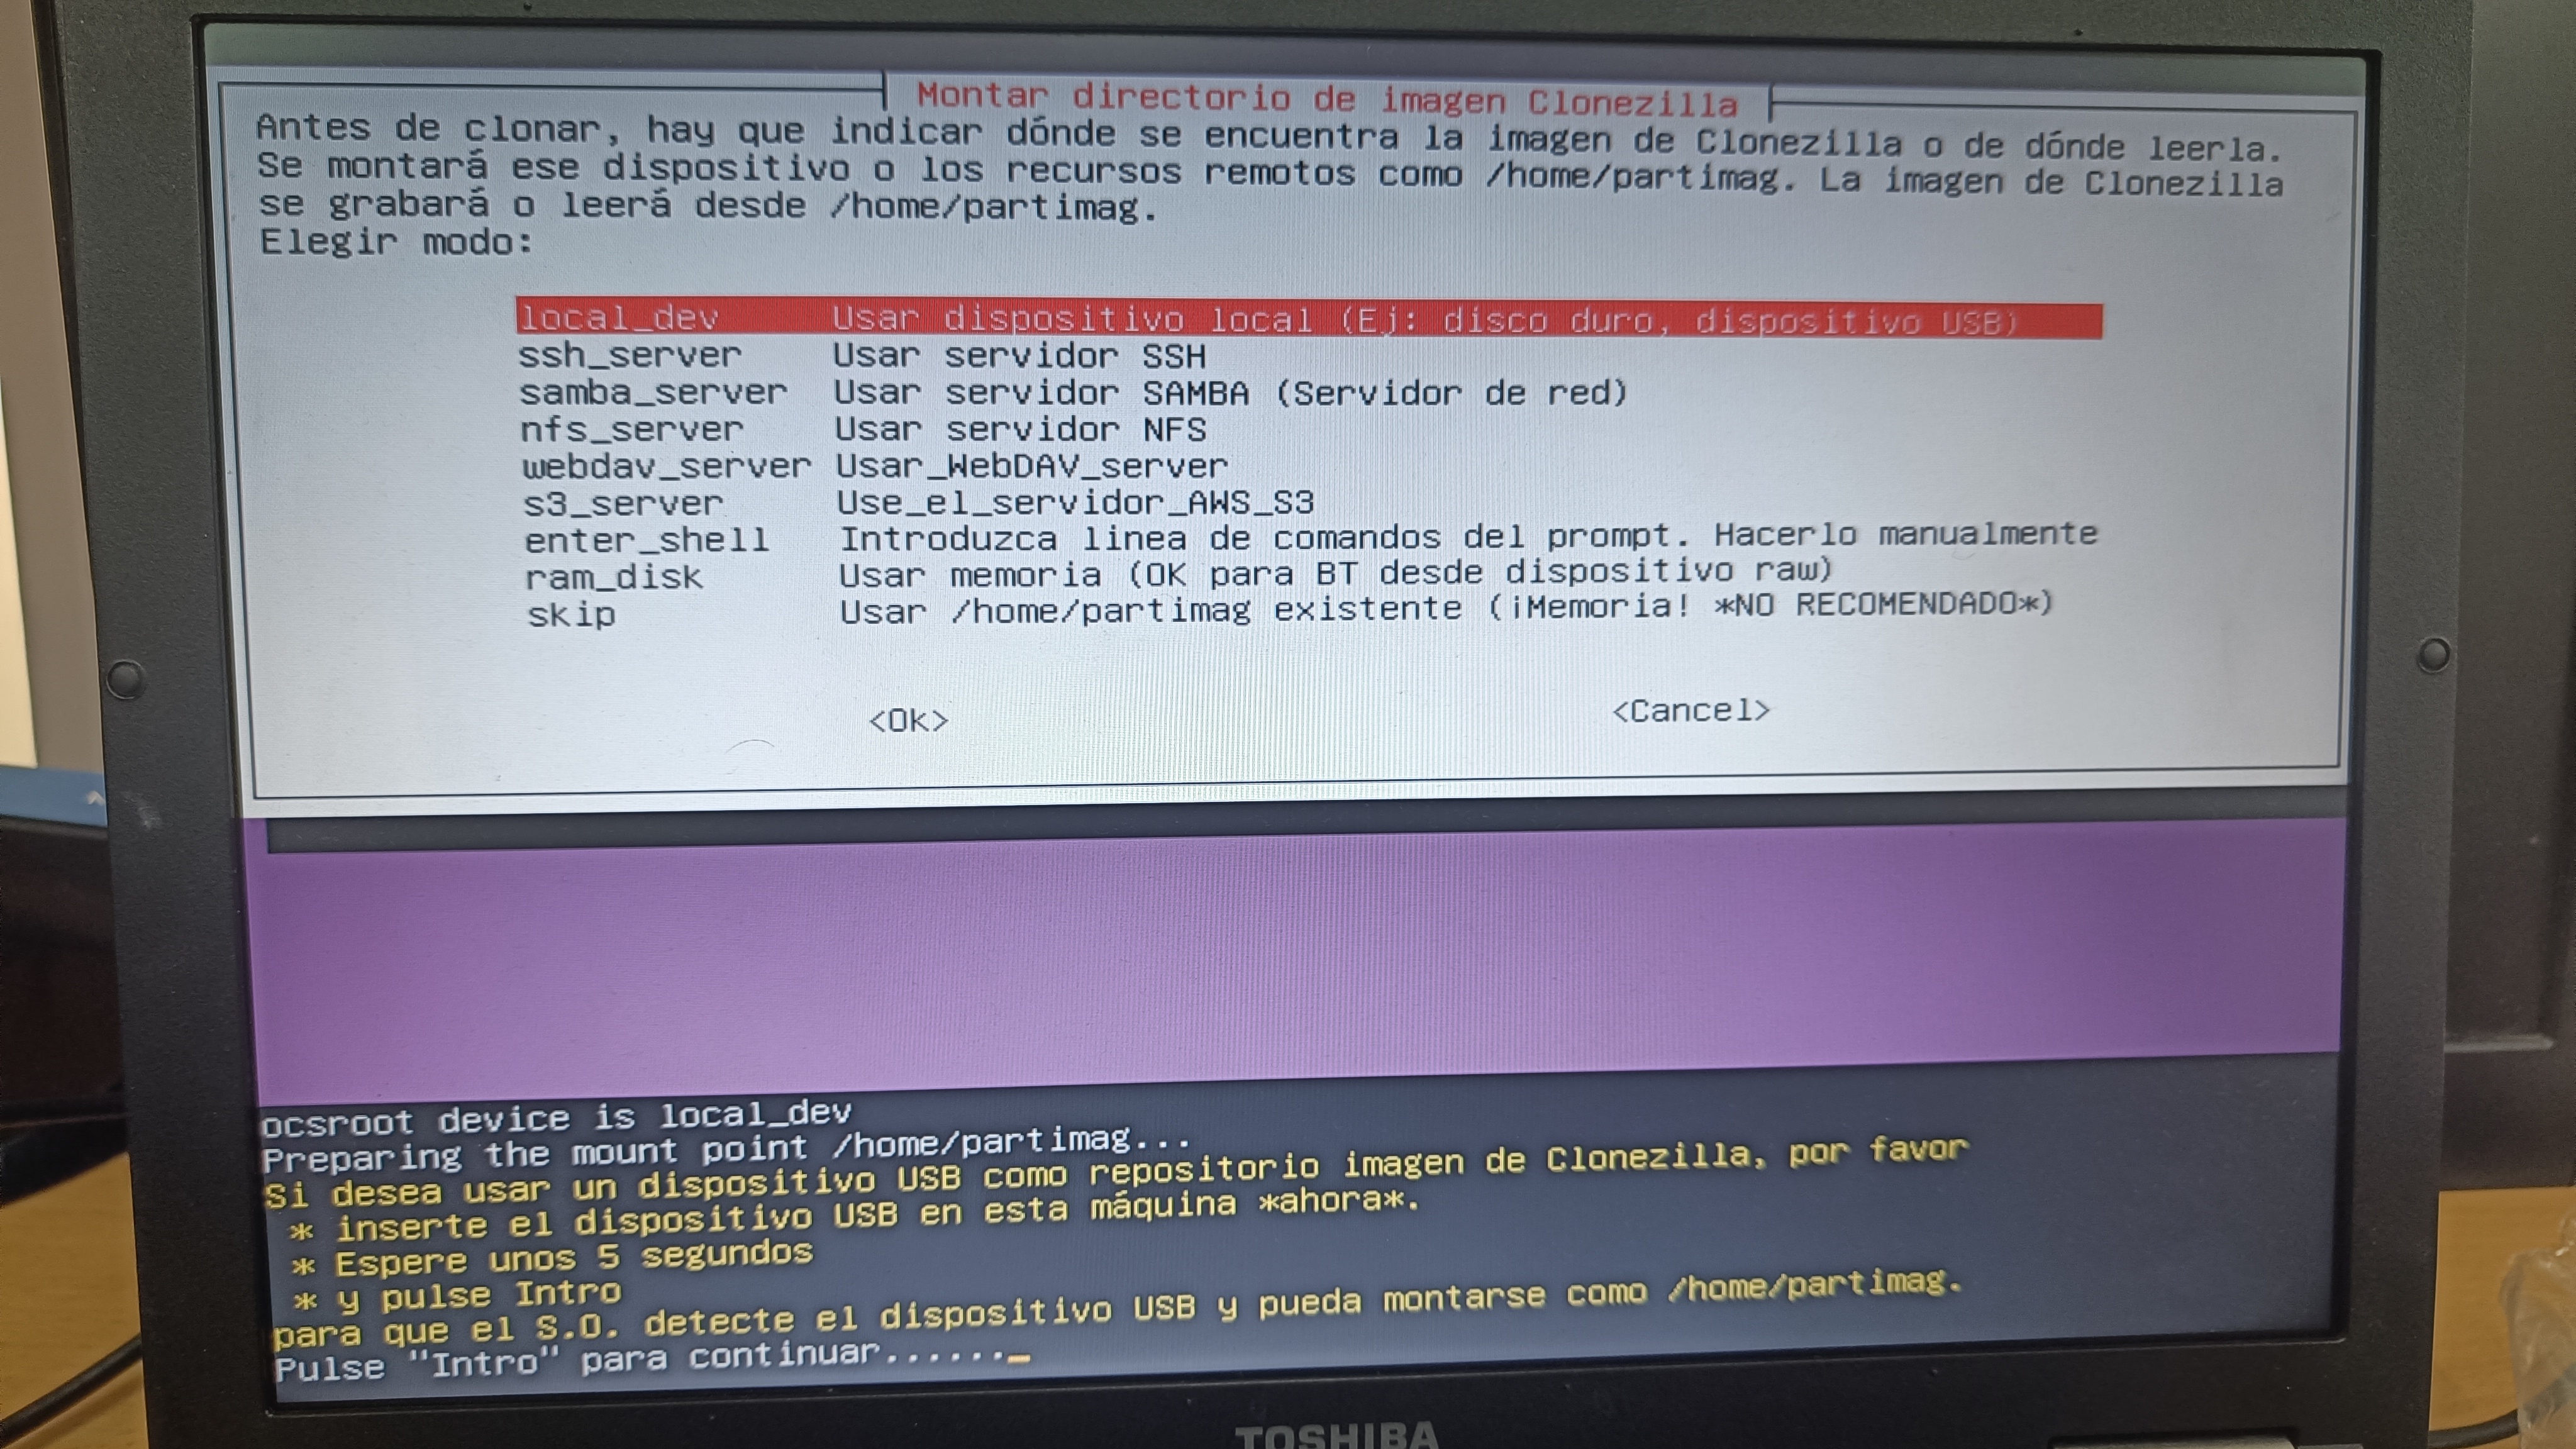 Montar directorio de imagen Clonezilla
Antes de clonar, hay que indicar dónde se encuentra la imagen de Clonezilla o de dónde leerla.
Se montará ese dispositivo o los recursos remotos como /home/partimag. La imagen de Clonezilla
se grabará o leerá desde /home/partimag.
Elegir modo:
local_dev Usar dispositivo local (Ej: disco duro, dispositivo USB)
ssh_server Usar servidor SSH
samba_server Usar servidor SAMBA (Servidor de red)
nfs_server Usar servidor NFS
webdav_server Usar_WebDAV_server
s3_server Use_el_servidor_AWS_S3
enter_shell Introduzca linea de comandos del prompt. Hacerlo manualmente
ram_disk Usar memoria (OK para BT desde dispositivo raw)
skip Usar /home/partimag existente (¡Memoria! *NO RECOMENDADO*)
<Ok> <Cancel>
ocsroot device is local_dev
Preparing the mount point /home/partimag...
Si desea usar un dispositivo USB como repositorio imagen de Clonezilla, por favor
* inserte el dispositivo USB en esta máquina *ahora*.
* Espere unos 5 segundos
* y pulse Intro
para que el S.O. detecte el dispositivo USB y pueda montarse como /home/partimag.
Pulse "Intro" para continuar......
TOSHIBA